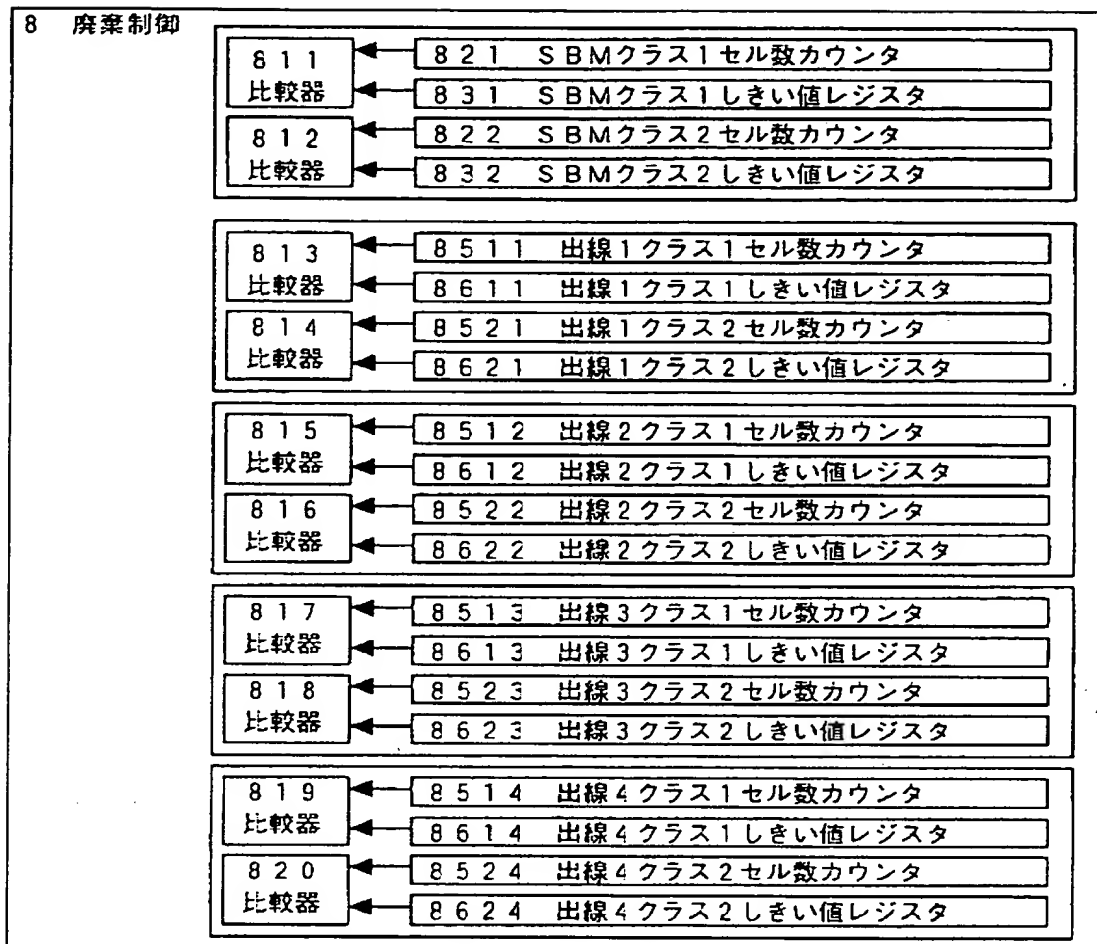 8 廃棄制御
811
比較器
821 SBMクラス1セル数カウンタ
831 SBMクラス1しきい値レジスタ
812
比較器
822 SBMクラス2セル数カウンタ
832 SBMクラス2しきい値レジスタ
813
比較器
8511 出線1クラス1セル数カウンタ
8611 出線1クラス1しきい値レジスタ
814
比較器
8521 出線1クラス2セル数カウンタ
8621 出線1クラス2しきい値レジスタ
815
比較器
8512 出線2クラス1セル数カウンタ
8612 出線2クラス1しきい値レジスタ
816
比較器
8522 出線2クラス2セル数カウンタ
8622 出線2クラス2しきい値レジスタ
817
比較器
8513 出線3クラス1セル数カウンタ
8613 出線3クラス1しきい値レジスタ
818
比較器
8523 出線3クラス2セル数カウンタ
8623 出線3クラス2しきい値レジスタ
819
比較器
8514 出線4クラス1セル数カウンタ
8614 出線4クラス1しきい値レジスタ
820
比較器
8524 出線4クラス2セル数カウンタ
8624 出線4クラス2しきい値レジスタ